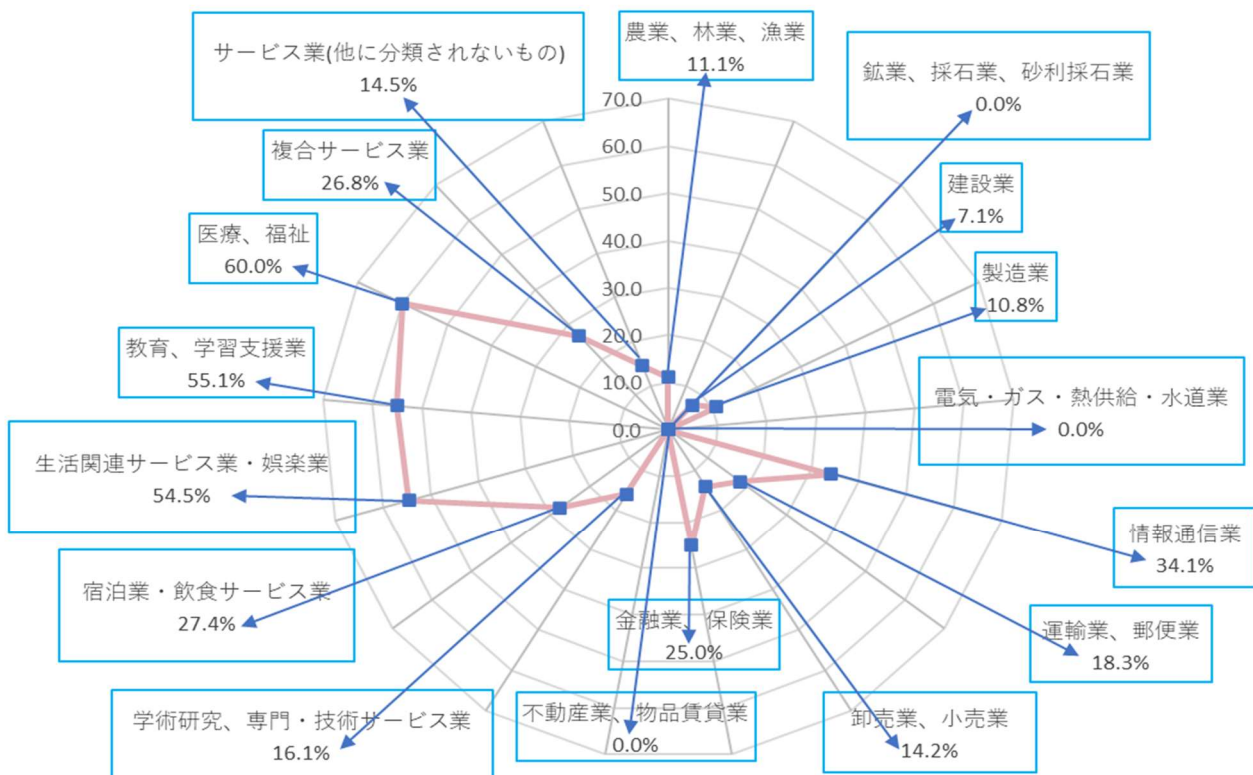 農業、林業、漁業
11.1%
鉱業、採石業、砂利採石業
0.0%
建設業
7.1%
製造業
10.8%
電気・ガス・熱供給・水道業
0.0%
情報通信業
34.1%
運輸業、郵便業
18.3%
卸売業、小売業
14.2%
金融業、保険業
25.0%
不動産業、物品賃貸業
0.0%
学術研究、専門・技術サービス業
16.1%
宿泊業・飲食サービス業
27.4%
生活関連サービス業・娯楽業
54.5%
教育、学習支援業
55.1%
医療、福祉
60.0%
複合サービス業
26.8%
サービス業(他に分類されないもの)
14.5%
70.0
60.0
50.0
40.0
30.0
20.0
10.0
0.0